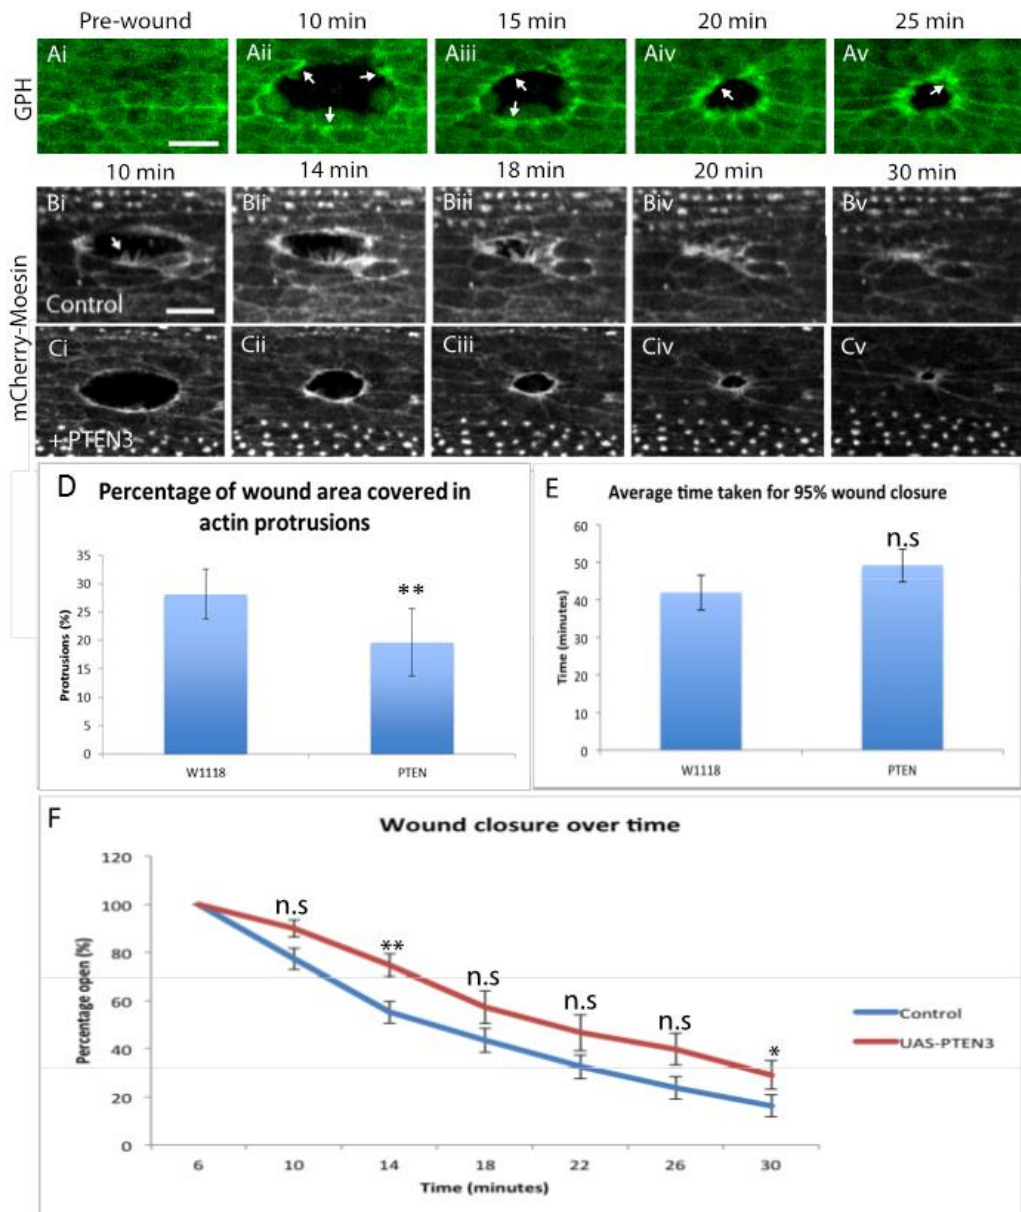 Pre-wound 10 min 15 min 20 min 25 min
GPH
Ai Aii Aiii Aiv Av
10 min 14 min 18 min 20 min 30 min
mCherry-Moesin
Bi Bii Biii Biv Bv
Control
Ci Cii Ciii Civ Cv
+ PTEN3
D
Percentage of wound area covered in
actin protrusions
Protrusions (%)
35
30
25
20
15
10
5
0
**
W1118 PTEN
E
Average time taken for 95% wound closure
Time (minutes)
60
50
40
30
20
10
0
n.s
W1118 PTEN
F
Wound closure over time
Percentage open (%)
120
100
80
60
40
20
0
n.s
**
n.s
n.s
n.s
*
Control
UAS-PTEN3
6 10 14 18 22 26 30
Time (minutes)